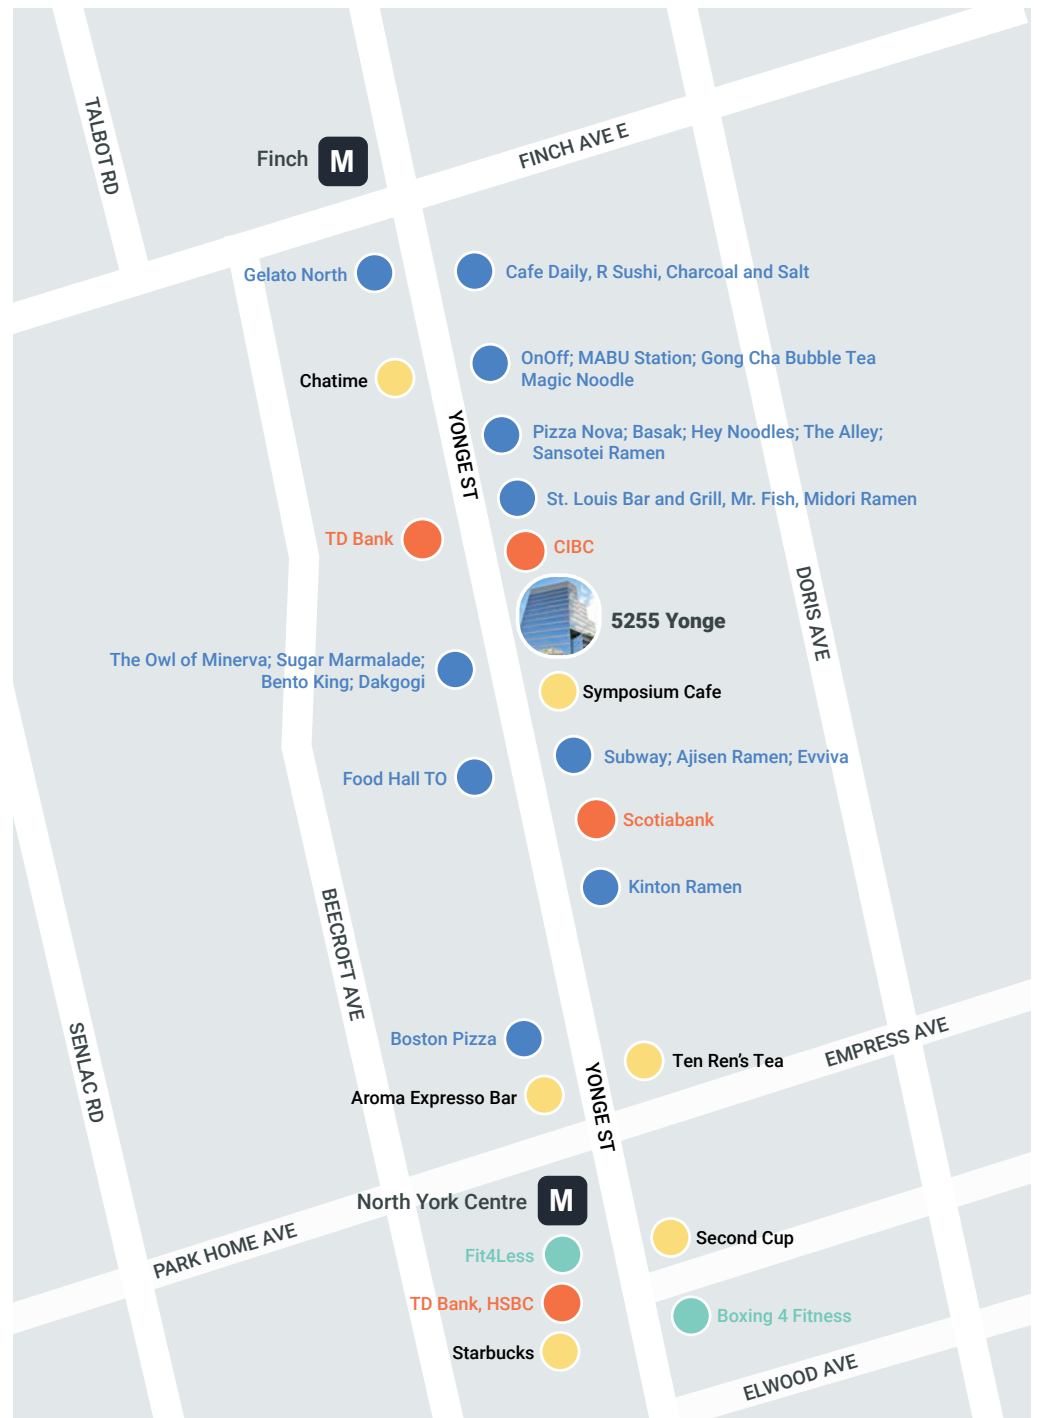 TALBOT RD
FINCH AVE E
Finch
M
Gelato North
Cafe Daily, R Sushi, Charcoal and Salt
OnOff; MABU Station; Gong Cha Bubble Tea
Magic Noodle
Chatime
YONGE ST
Pizza Nova; Basak; Hey Noodles; The Alley;
Sansotei Ramen
St. Louis Bar and Grill, Mr. Fish, Midori Ramen
TD Bank
CIBC
DORIS AVE
5255 Yonge
The Owl of Minerva; Sugar Marmalade;
Bento King; Dakgogi
Symposium Cafe
Subway; Ajisen Ramen; Evviva
Food Hall TO
Scotiabank
Kinton Ramen
BEECROFT AVE
SENLAC RD
Boston Pizza
EMPRESS AVE
Ten Ren's Tea
Aroma Expresso Bar
YONGE ST
North York Centre
M
PARK HOME AVE
Second Cup
Fit4Less
TD Bank, HSBC
Boxing 4 Fitness
Starbucks
ELWOOD AVE